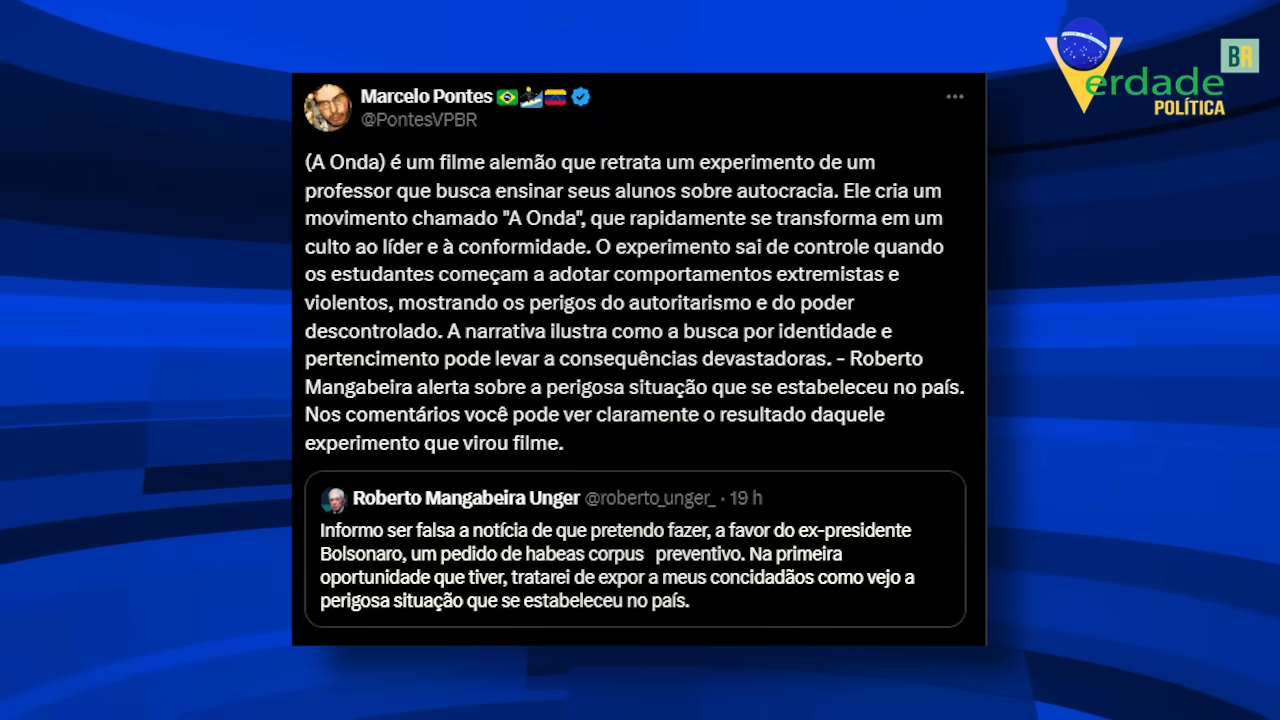 BR
erdade
POLÍTICA
Marcelo Pontes 🇧🇷🏄🇻🇪
@PontesVPBR
(A Onda) é um filme alemão que retrata um experimento de um
professor que busca ensinar seus alunos sobre autocracia. Ele cria um
movimento chamado "A Onda", que rapidamente se transforma em um
culto ao líder e à conformidade. O experimento sai de controle quando
os estudantes começam a adotar comportamentos extremistas e
violentos, mostrando os perigos do autoritarismo e do poder
descontrolado. A narrativa ilustra como a busca por identidade e
pertencimento pode levar a consequências devastadoras. - Roberto
Mangabeira alerta sobre a perigosa situação que se estabeleceu no país.
Nos comentários você pode ver claramente o resultado daquele
experimento que virou filme.
Roberto Mangabeira Unger @roberto_unger_ · 19 h
Informo ser falsa a notícia de que pretendo fazer, a favor do ex-presidente
Bolsonaro, um pedido de habeas corpus preventivo. Na primeira
oportunidade que tiver, tratarei de expor a meus concidadãos como vejo a
perigosa situação que se estabeleceu no país.